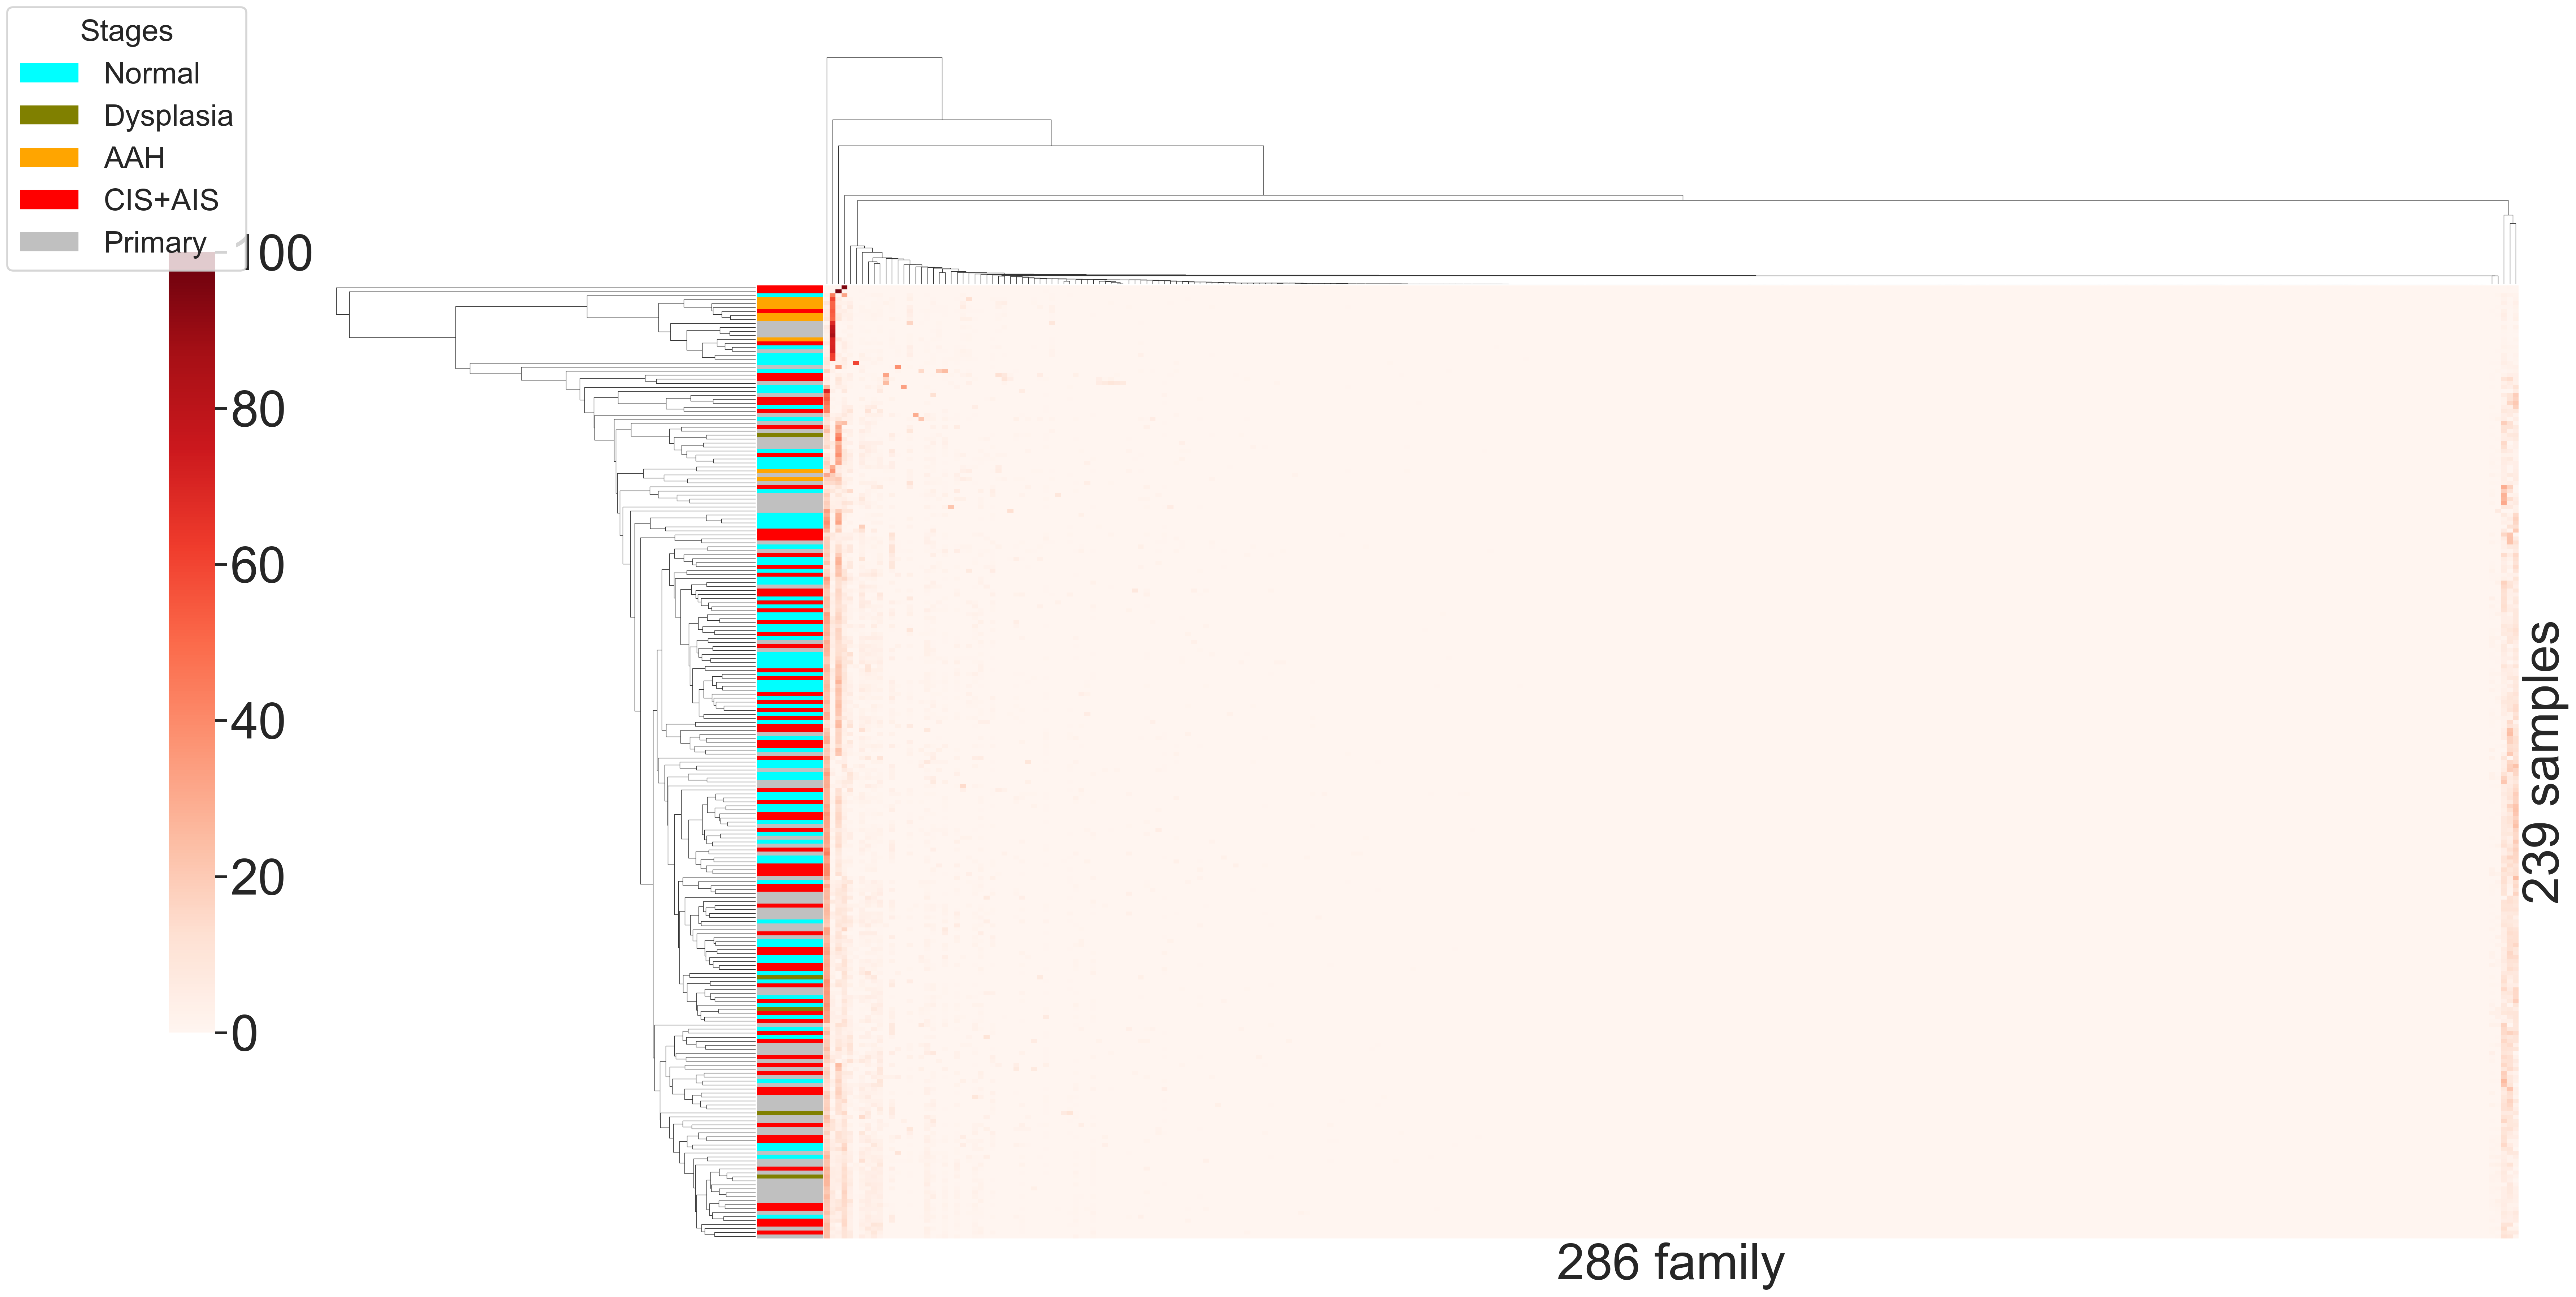 Stages
Normal
Dysplasia
AAH
CIS+AIS
Primary
100
80
60
40
20
0
239 samples
286 family